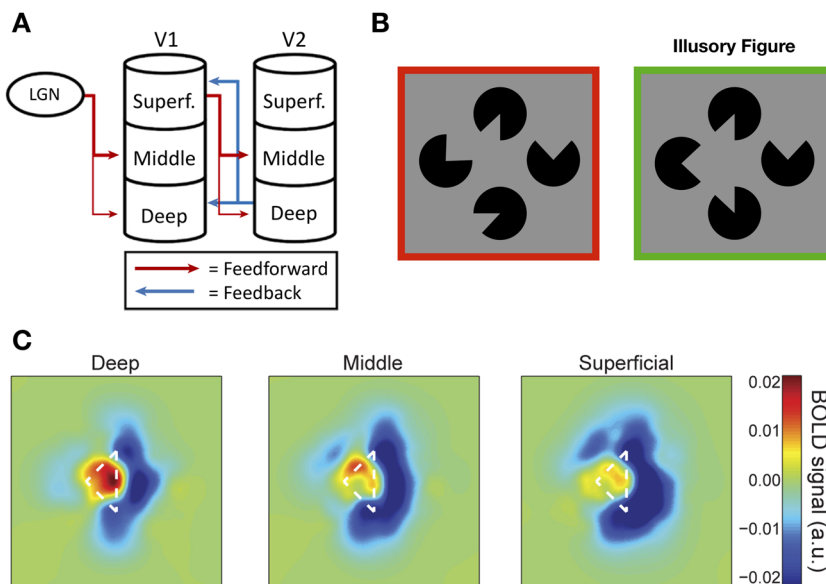 A
V1
V2
LGN
Superf.
Superf.
Middle
Middle
Deep
Deep
= Feedforward
= Feedback
B
Illusory Figure
C
Deep
Middle
Superficial
0.02
0.01
0.00
−0.01
−0.02
BOLD signal (a.u.)